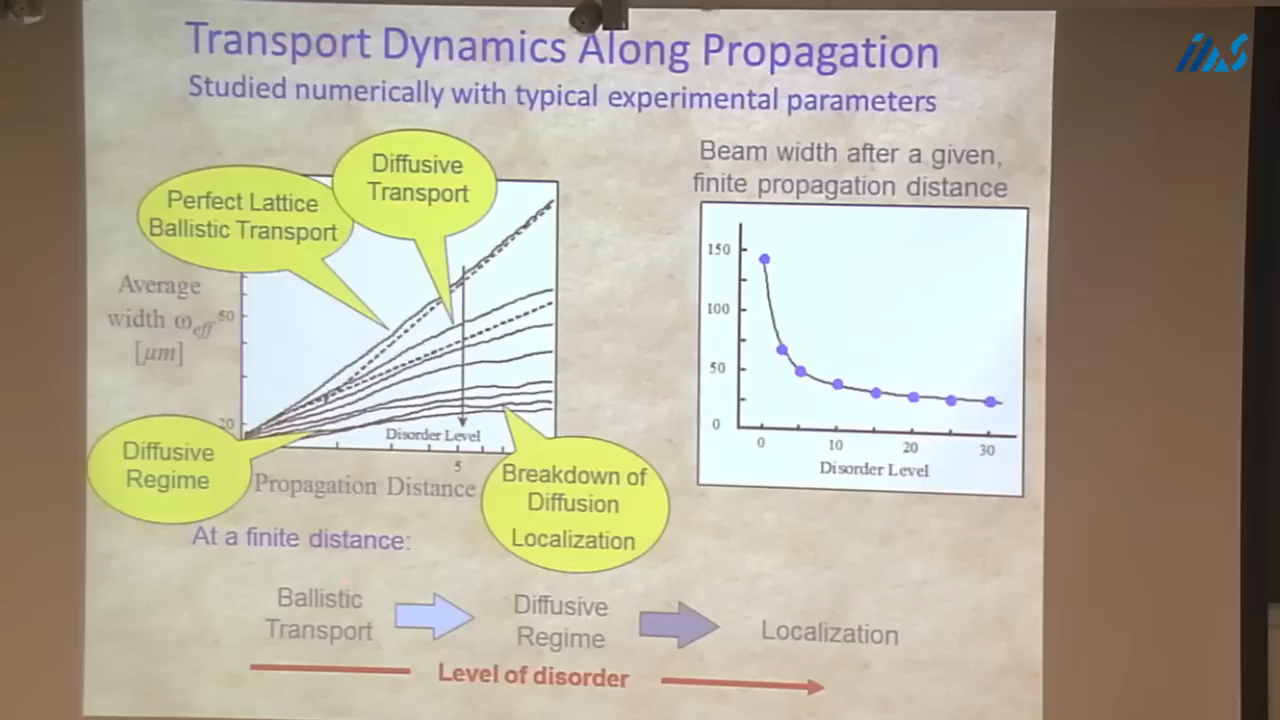 Transport Dynamics Along Propagation
Studied numerically with typical experimental parameters
IAS
Diffusive
Transport
Perfect Lattice
Ballistic Transport
Average
width ω_eff
[μm]
50
Disorder Level
5
Propagation Distance
Diffusive
Regime
Breakdown of
Diffusion
Localization
Beam width after a given,
finite propagation distance
150
100
50
0
0
10
20
30
Disorder Level
At a finite distance:
Ballistic
Transport
Diffusive
Regime
Localization
Level of disorder